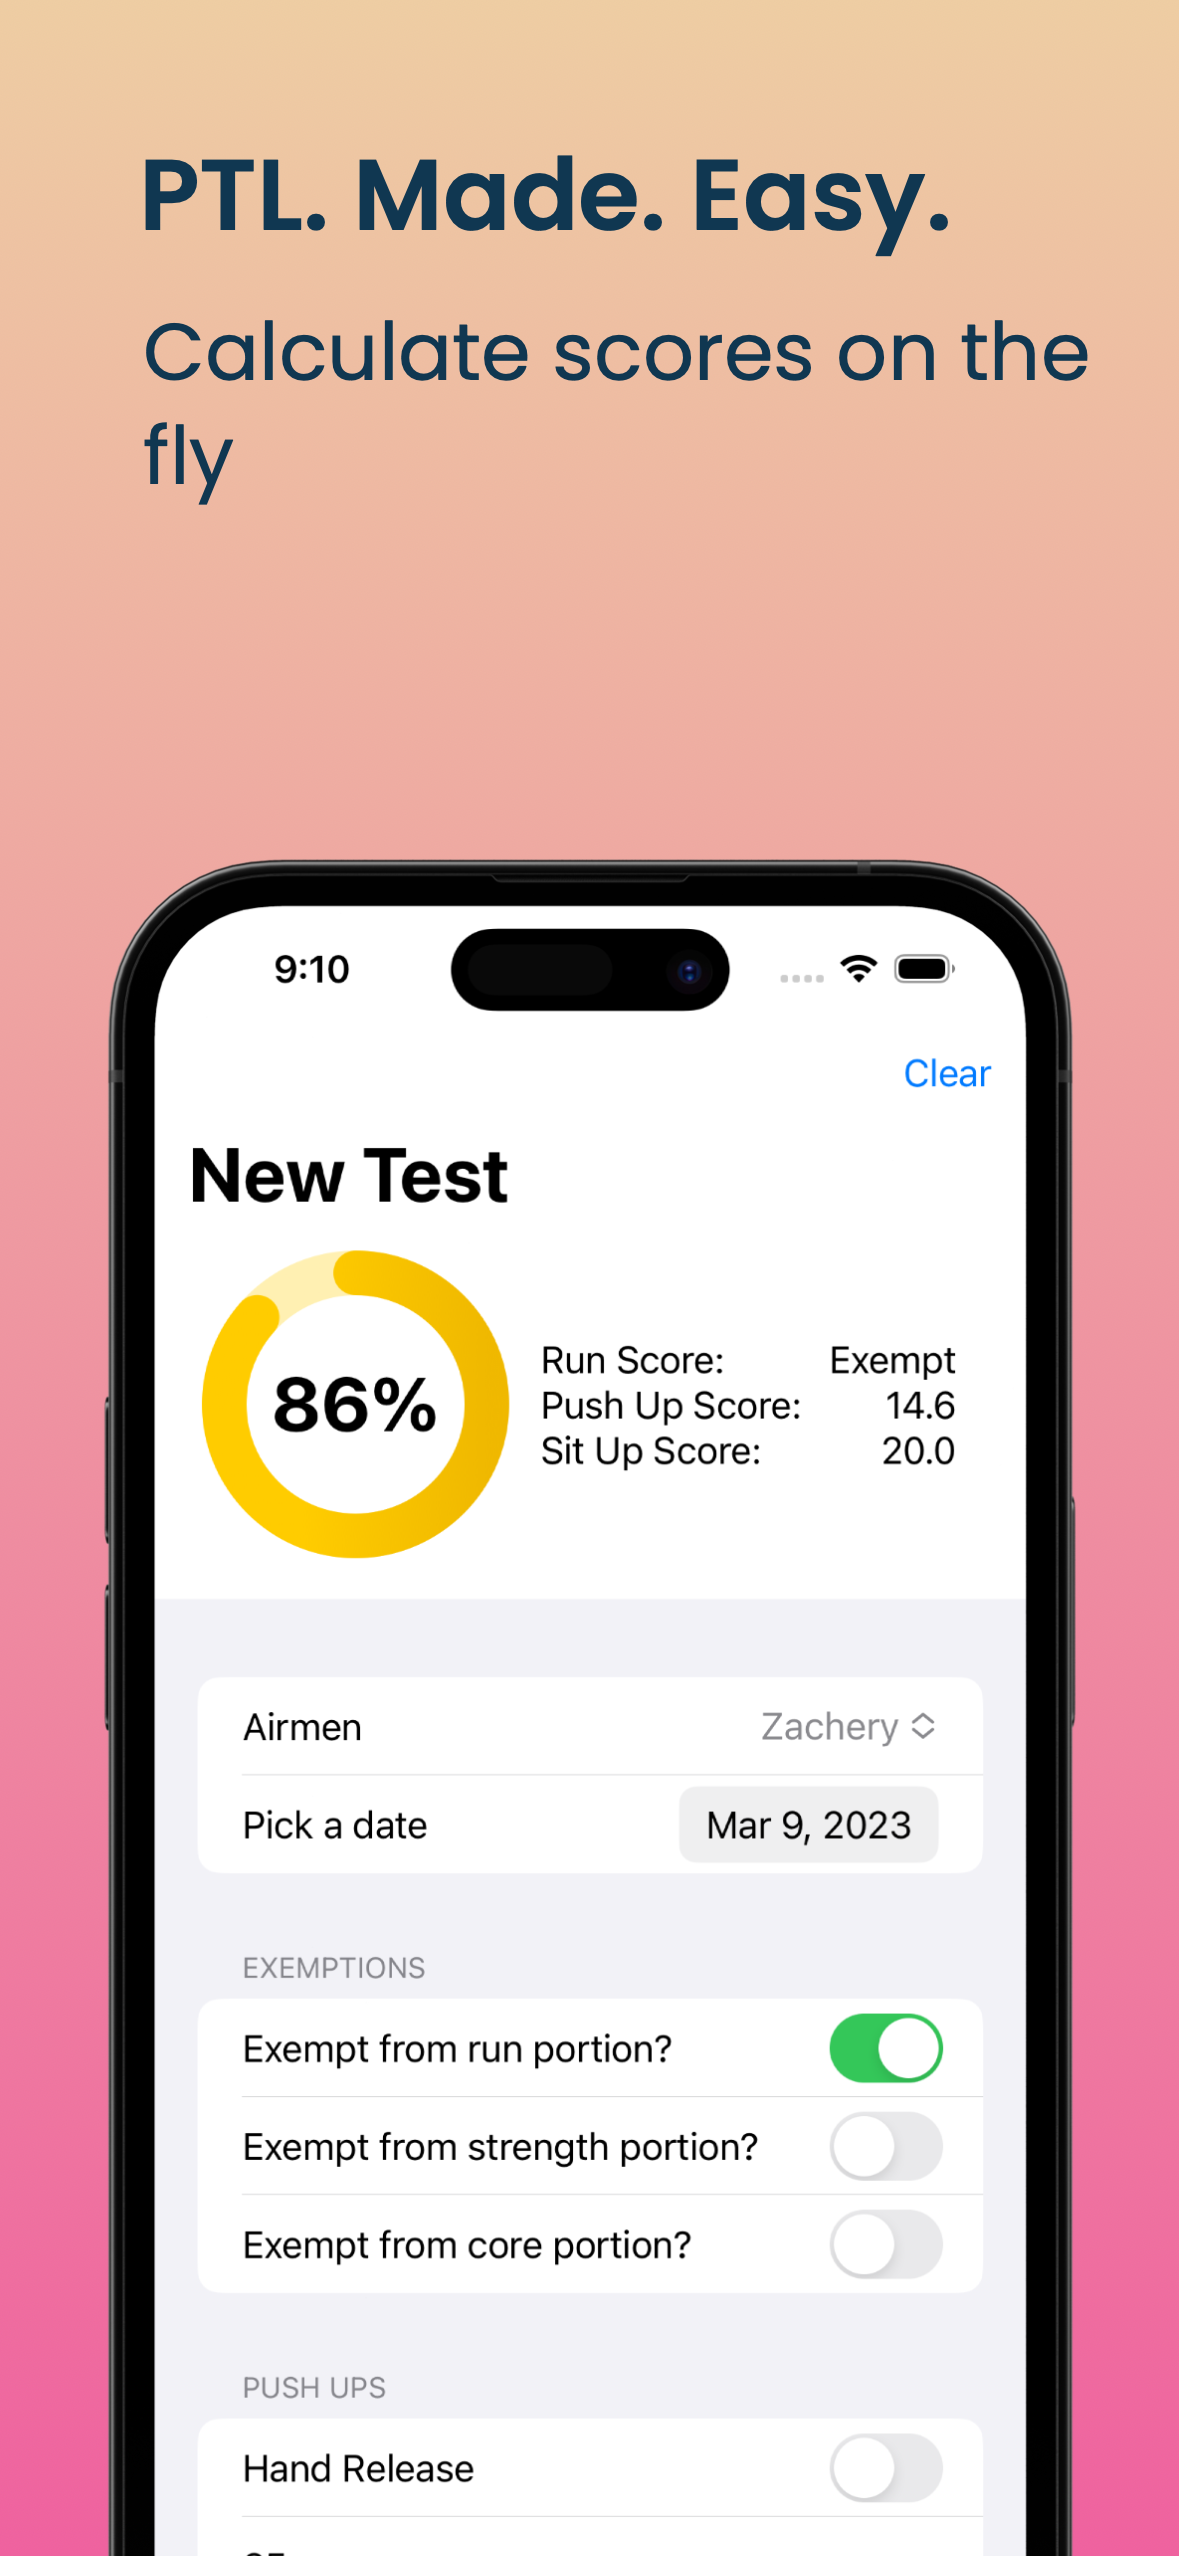 PTL. Made. Easy.
Calculate scores on the
fly
9:10
Clear
New Test
86%
Run Score: Exempt
Push Up Score: 14.6
Sit Up Score: 20.0
Airmen Zachery
Pick a date Mar 9, 2023
EXEMPTIONS
Exempt from run portion?
Exempt from strength portion?
Exempt from core portion?
PUSH UPS
Hand Release